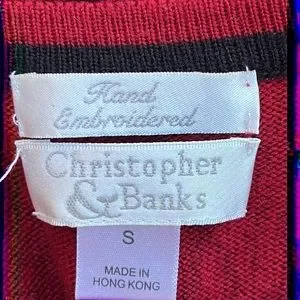 Hand
Embroidered
Christopher
& Banks
S
MADE IN
HONG KONG